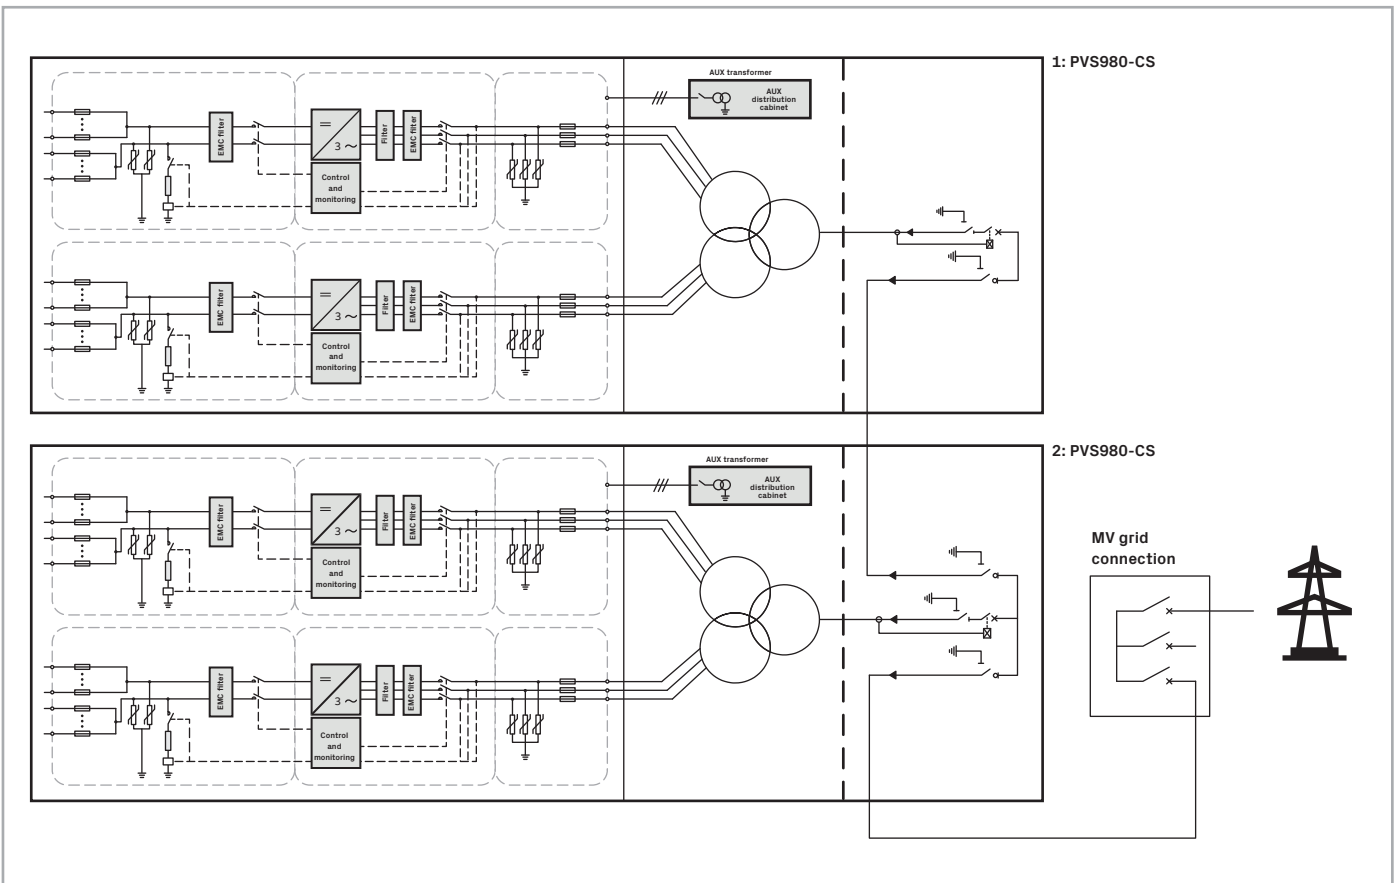 1: PVS980-CS
AUX transformer
AUX
distribution
cabinet
EMC filter
3
Filter
EMC filter
Control
and
monitoring
EMC filter
3
Filter
EMC filter
Control
and
monitoring
2: PVS980-CS
AUX transformer
AUX
distribution
cabinet
EMC filter
3
Filter
EMC filter
Control
and
monitoring
EMC filter
3
Filter
EMC filter
Control
and
monitoring
MV grid
connection